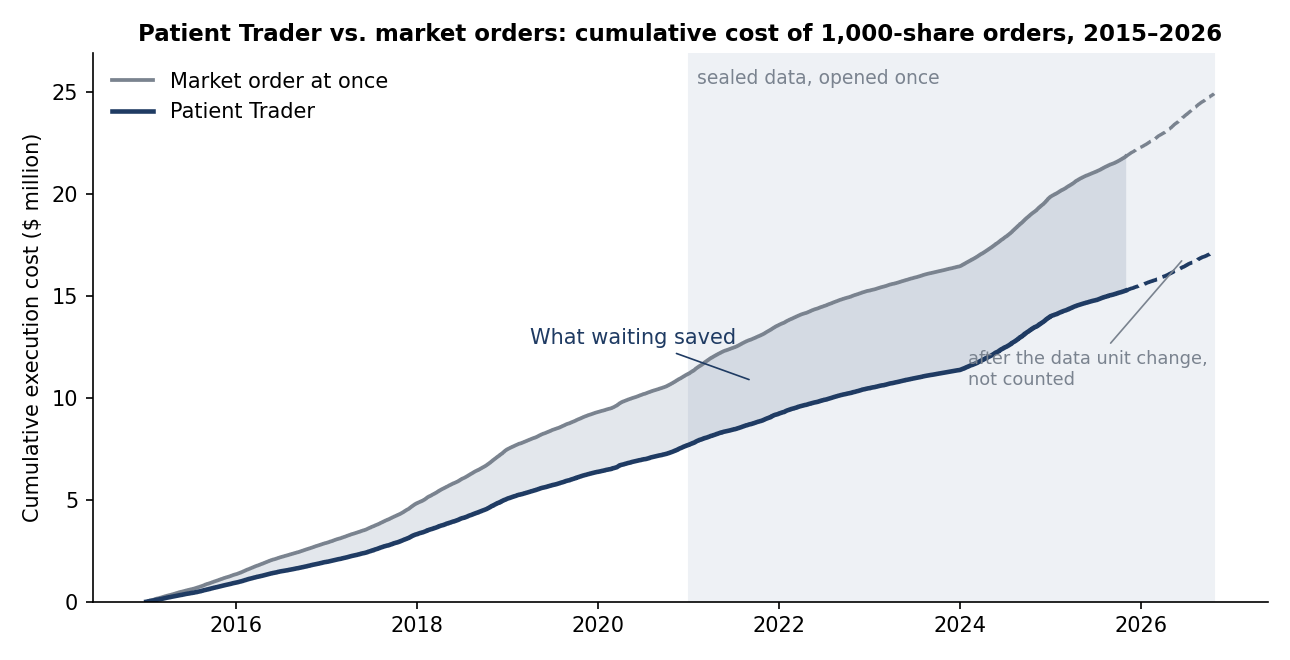 Patient Trader vs. market orders: cumulative cost of 1,000-share orders, 2015–2026
Market order at once
Patient Trader
sealed data, opened once
What waiting saved
after the data unit change,
not counted
Cumulative execution cost ($ million)
25
20
15
10
5
0
2016
2018
2020
2022
2024
2026